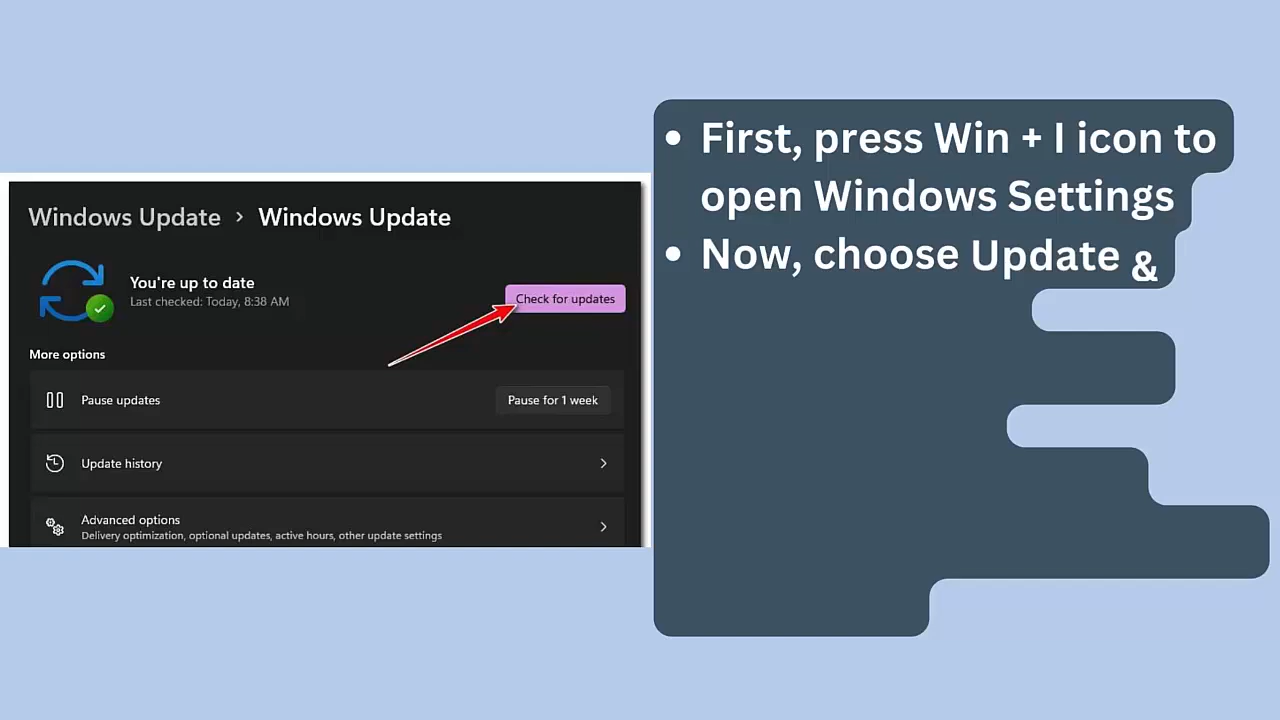 Windows Update > Windows Update
You're up to date
Last checked: Today, 8:38 AM
Check for updates
More options
Pause updates
Pause for 1 week
Update history
Advanced options
Delivery optimization, optional updates, active hours, other update settings
• First, press Win + I icon to
open Windows Settings
• Now, choose Update &